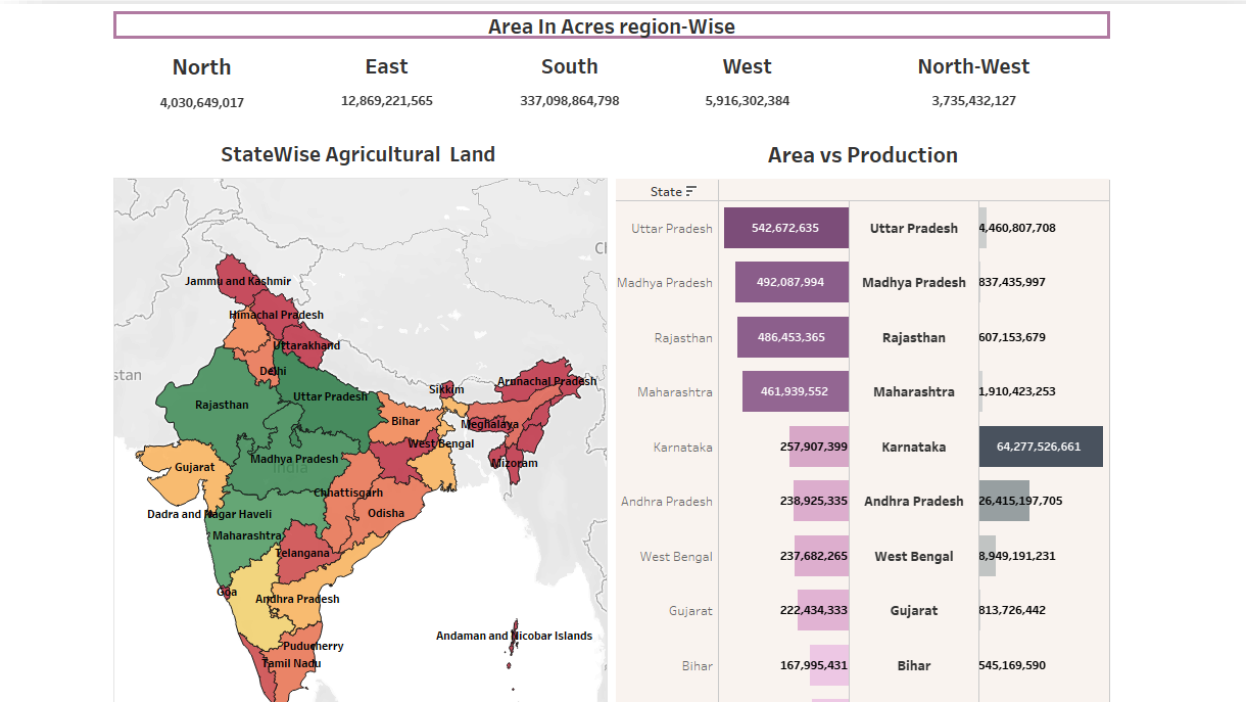 Area In Acres region-Wise
North East South West North-West
4,030,649,017 12,869,221,565 337,098,864,798 5,916,302,384 3,735,432,127
StateWise Agricultural Land
Jammu and Kashmir
Himachal Pradesh
Uttarakhand
stan
Delhi
Sikkim
Arunachal Pradesh
Uttar Pradesh
Rajasthan
Bihar
Meghalaya
West Bengal
Madhya Pradesh
India
Mizoram
Gujarat
Chhattisgarh
Dadra and Nagar Haveli
Odisha
Maharashtra
Telangana
Goa
Andhra Pradesh
Andaman and Nicobar Islands
Puducherry
Tamil Nadu
Area vs Production
State
Uttar Pradesh 542,672,635 Uttar Pradesh 4,460,807,708
Madhya Pradesh 492,087,994 Madhya Pradesh 837,435,997
Rajasthan 486,453,365 Rajasthan 607,153,679
Maharashtra 461,939,552 Maharashtra 1,910,423,253
Karnataka 257,907,399 Karnataka 64,277,526,661
Andhra Pradesh 238,925,335 Andhra Pradesh 26,415,197,705
West Bengal 237,682,265 West Bengal 8,949,191,231
Gujarat 222,434,333 Gujarat 813,726,442
Bihar 167,995,431 Bihar 545,169,590